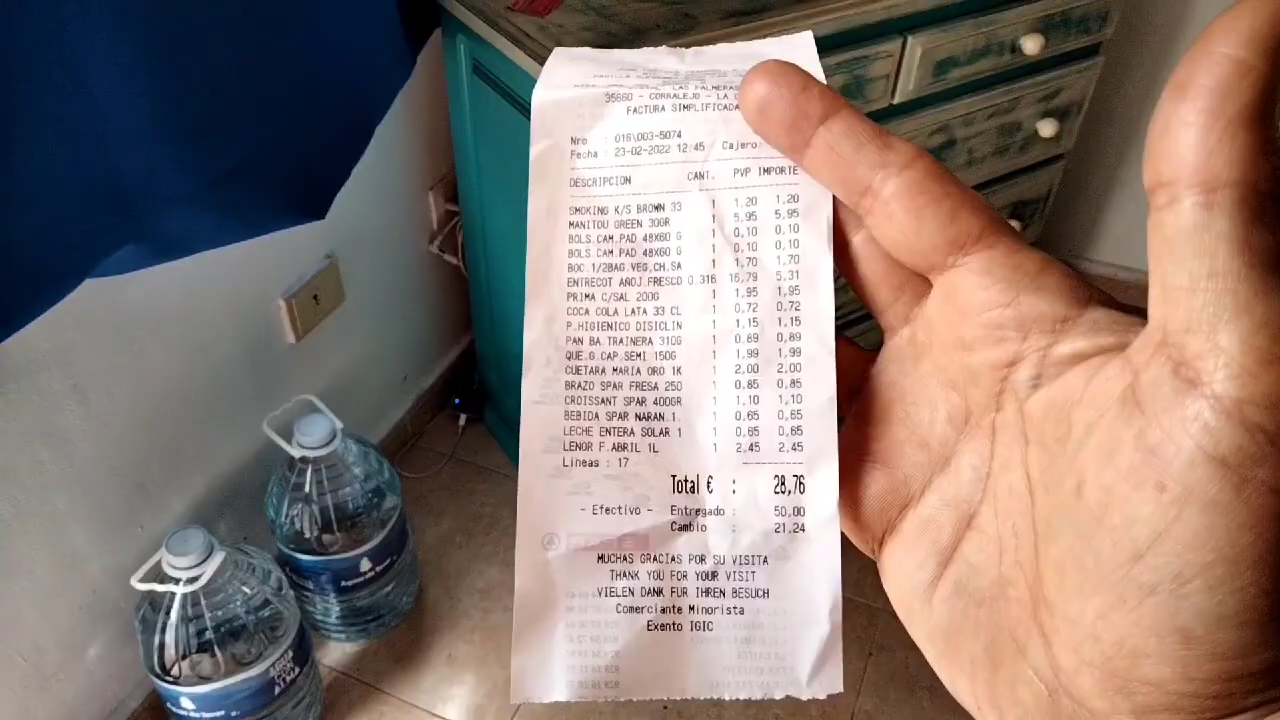 LAS PALMERAS
35660 - CORRALEJO - LA
FACTURA SIMPLIFICADA
Nro : 016\003-5074
Fecha : 23-02-2022 12:45 Cajero:
DESCRIPCION CANT. PVP IMPORTE
SMOKING K/S BROWN 33 1 1,20 1,20
MANITOU GREEN 30GR 1 5,95 5,95
BOLS.CAM.PAD 48X60 G 1 0,10 0,10
BOLS.CAM.PAD 48X60 G 1 0,10 0,10
BOC.1/2BAG.VEG,CH,SA 1 1,70 1,70
ENTRECOT AÑOJ.FRESCO 0.316 16,79 5,31
PRIMA C/SAL 200G 1 1,95 1,95
COCA COLA LATA 33 CL 1 0,72 0,72
P.HIGIENICO DISICLIN 1 1,15 1,15
PAN BA TRAINERA 310G 1 0,89 0,89
QUE.G.CAP.SEMI 150G 1 1,99 1,99
CUETARA MARIA ORO 1K 1 2,00 2,00
BRAZO SPAR FRESA 250 1 0,85 0,85
CROISSANT SPAR 400GR 1 1,10 1,10
BEBIDA SPAR NARAN.1. 1 0,65 0,65
LECHE ENTERA SOLAR 1 1 0,65 0,65
LENOR F.ABRIL 1L 1 2,45 2,45
Lineas : 17
Total € : 28,76
- Efectivo - Entregado : 50,00
Cambio : 21,24
MUCHAS GRACIAS POR SU VISITA
THANK YOU FOR YOUR VISIT
VIELEN DANK FUR IHREN BESUCH
Comerciante Minorista
Exento IGIC
Aguas de Teror
AGUA
CON
ALMA
Aguas de Teror